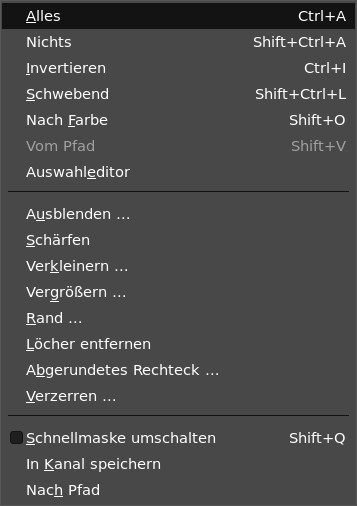 Alles Ctrl+A
Nichts Shift+Ctrl+A
Invertieren Ctrl+I
Schwebend Shift+Ctrl+L
Nach Farbe Shift+O
Vom Pfad Shift+V
Auswahleditor
Ausblenden …
Schärfen
Verkleinern …
Vergrößern …
Rand …
Löcher entfernen
Abgerundetes Rechteck …
Verzerren …
Schnellmaske umschalten Shift+Q
In Kanal speichern
Nach Pfad